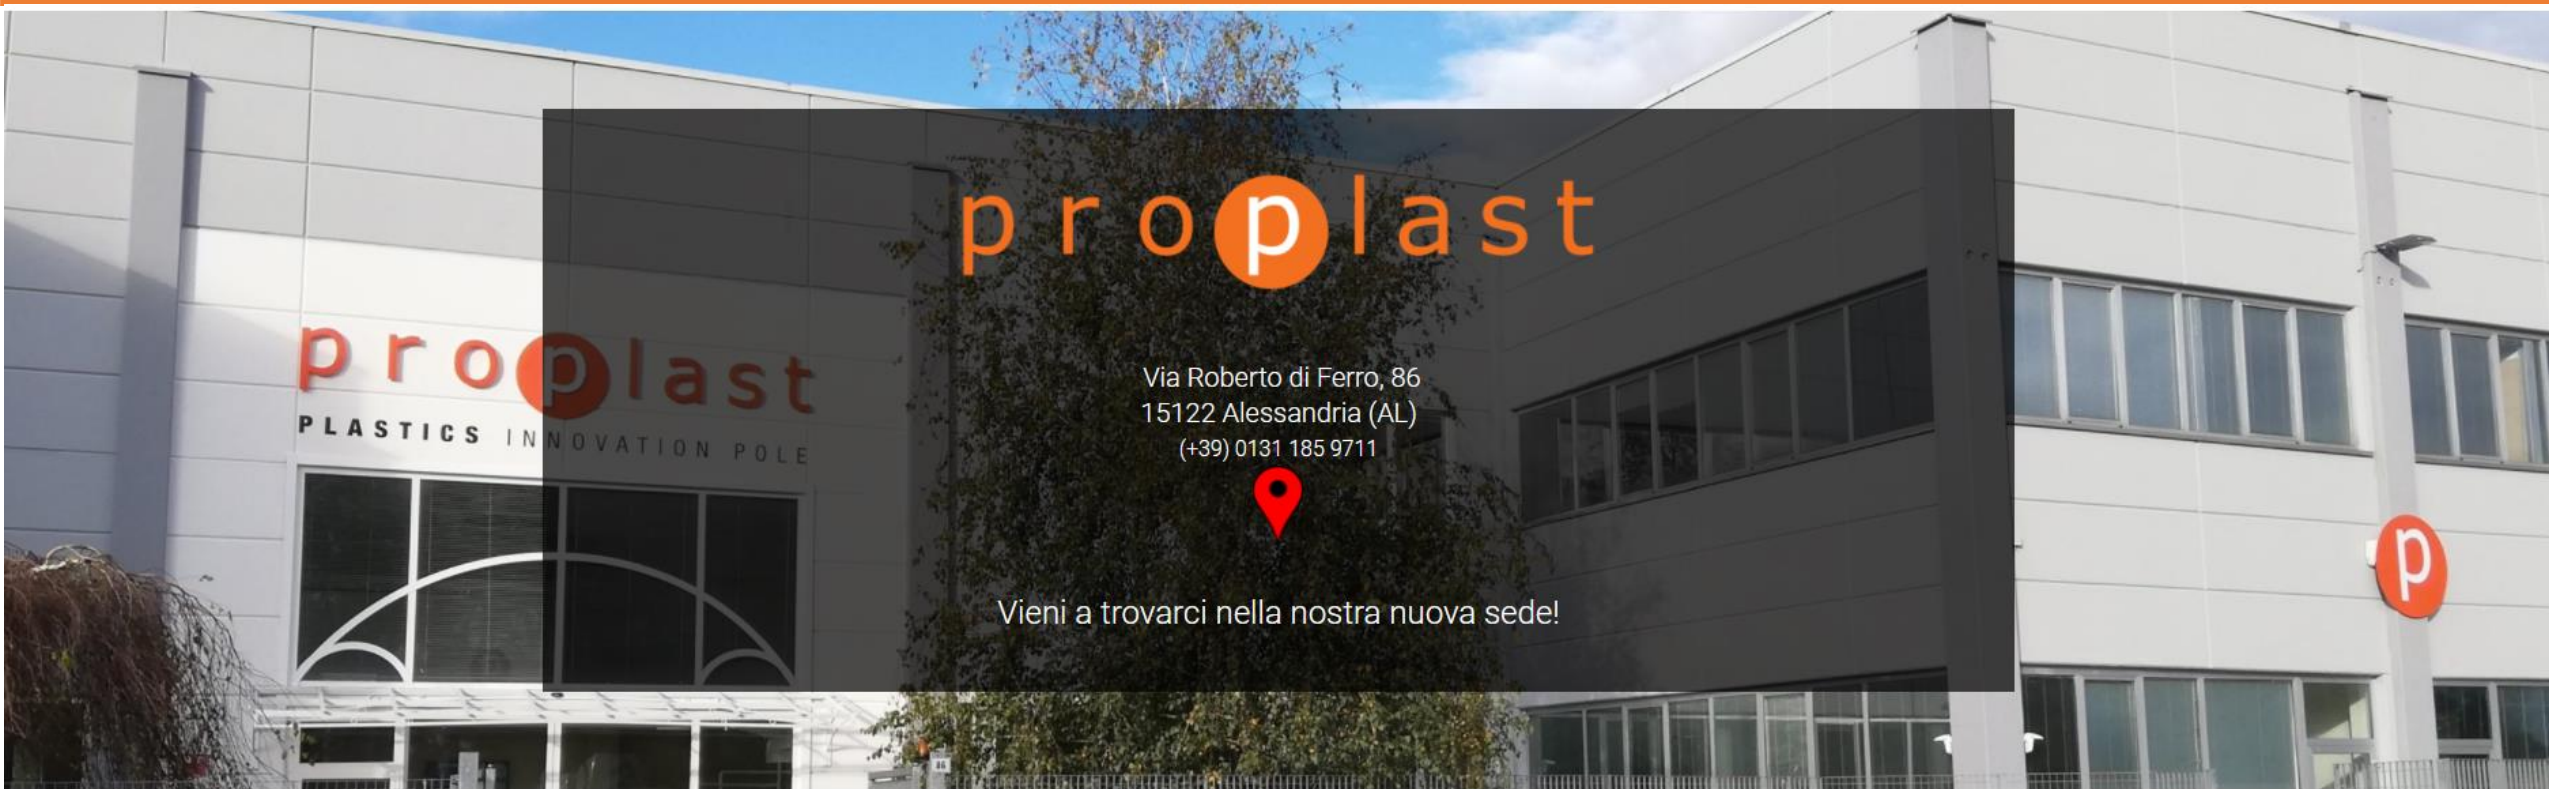 proplast
Via Roberto di Ferro, 86
15122 Alessandria (AL)
(+39) 0131 185 9711
Vieni a trovarci nella nostra nuova sede!
proplast
PLASTICS INNOVATION POLE
p
86